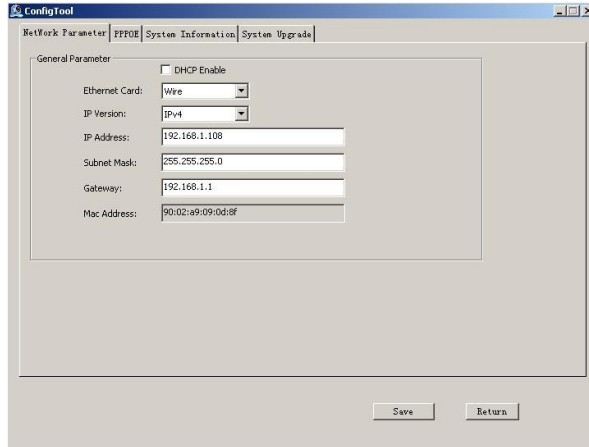 ConfigTool
NetWork Parameter PPPOE System Information System Upgrade
General Parameter
DHCP Enable
Ethernet Card: Wire
IP Version: IPv4
IP Address: 192.168.1.108
Subnet Mask: 255.255.255.0
Gateway: 192.168.1.1
Mac Address: 90:02:a9:09:0d:8f
Save Return